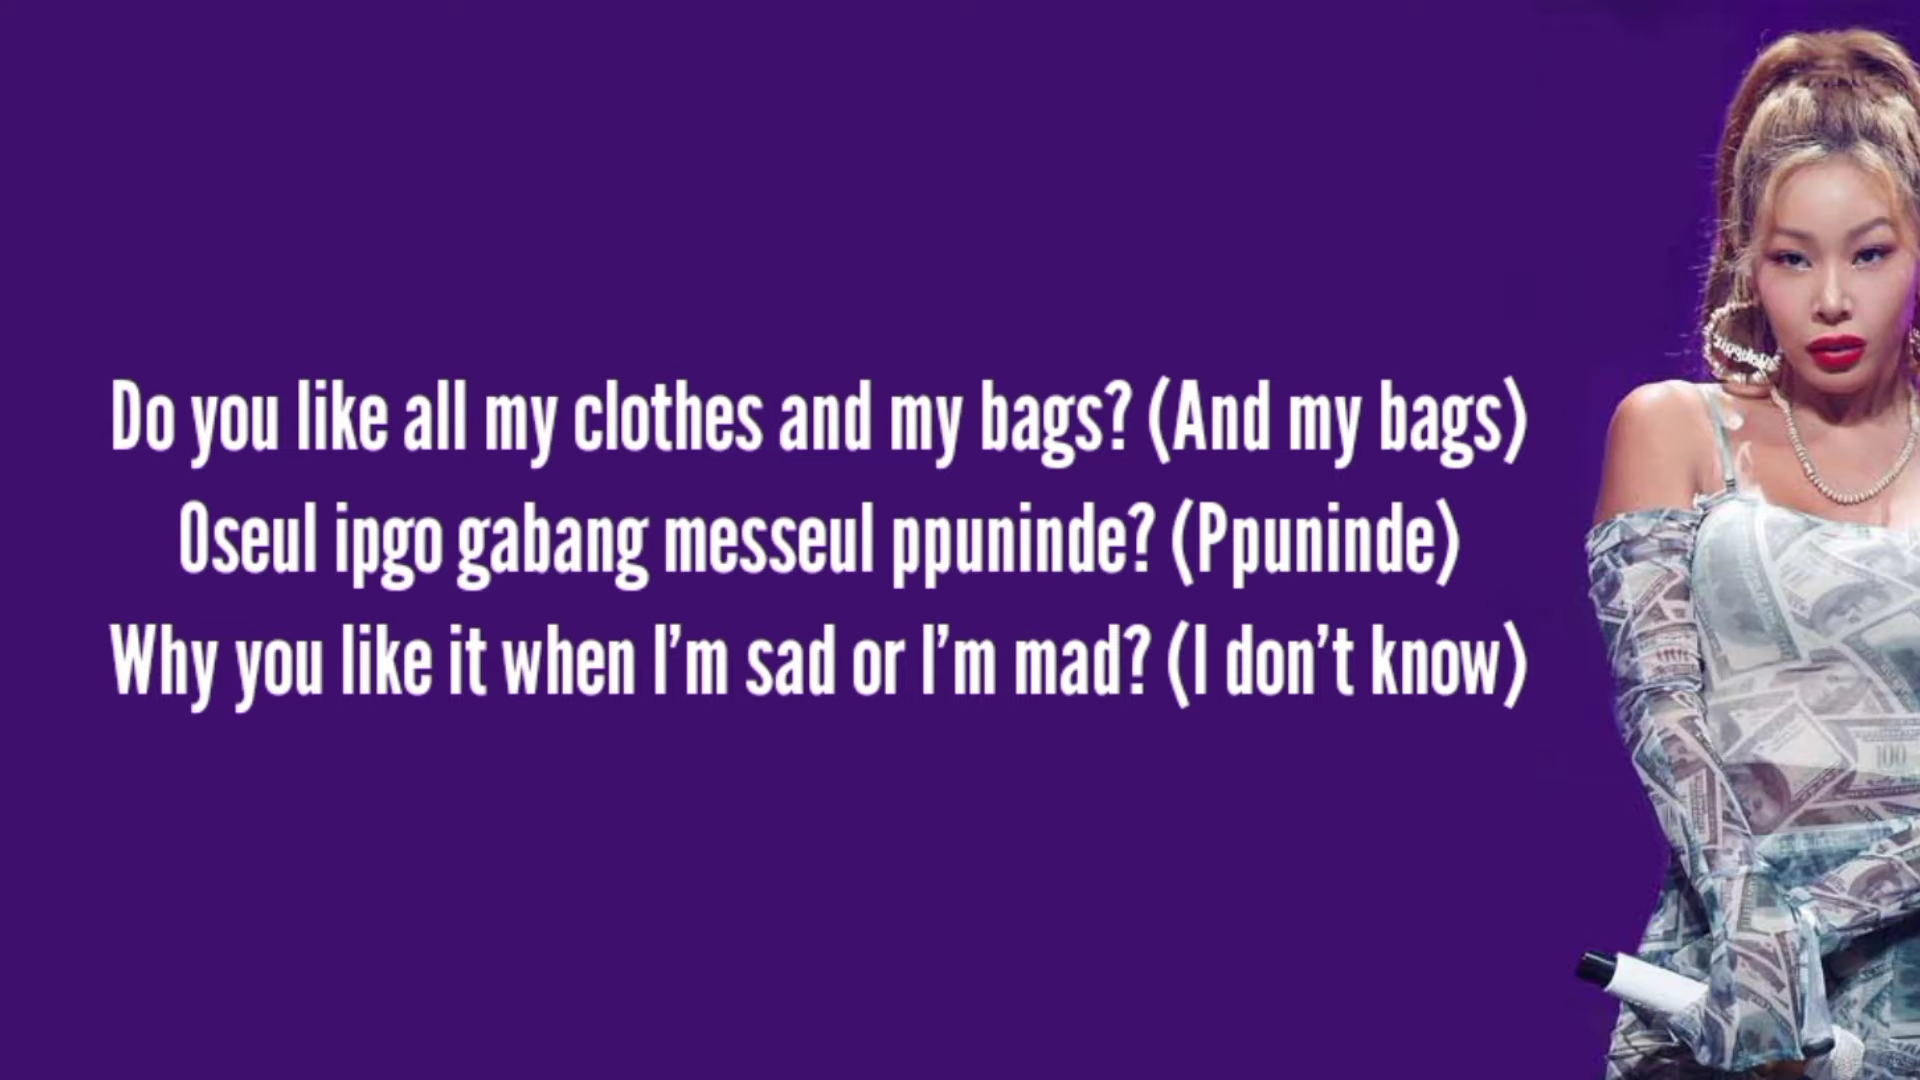 Do you like all my clothes and my bags? (And my bags)
Oseul ipgo gabang messeul ppuninde? (Ppuninde)
Why you like it when I’m sad or I’m mad? (I don’t know)
100